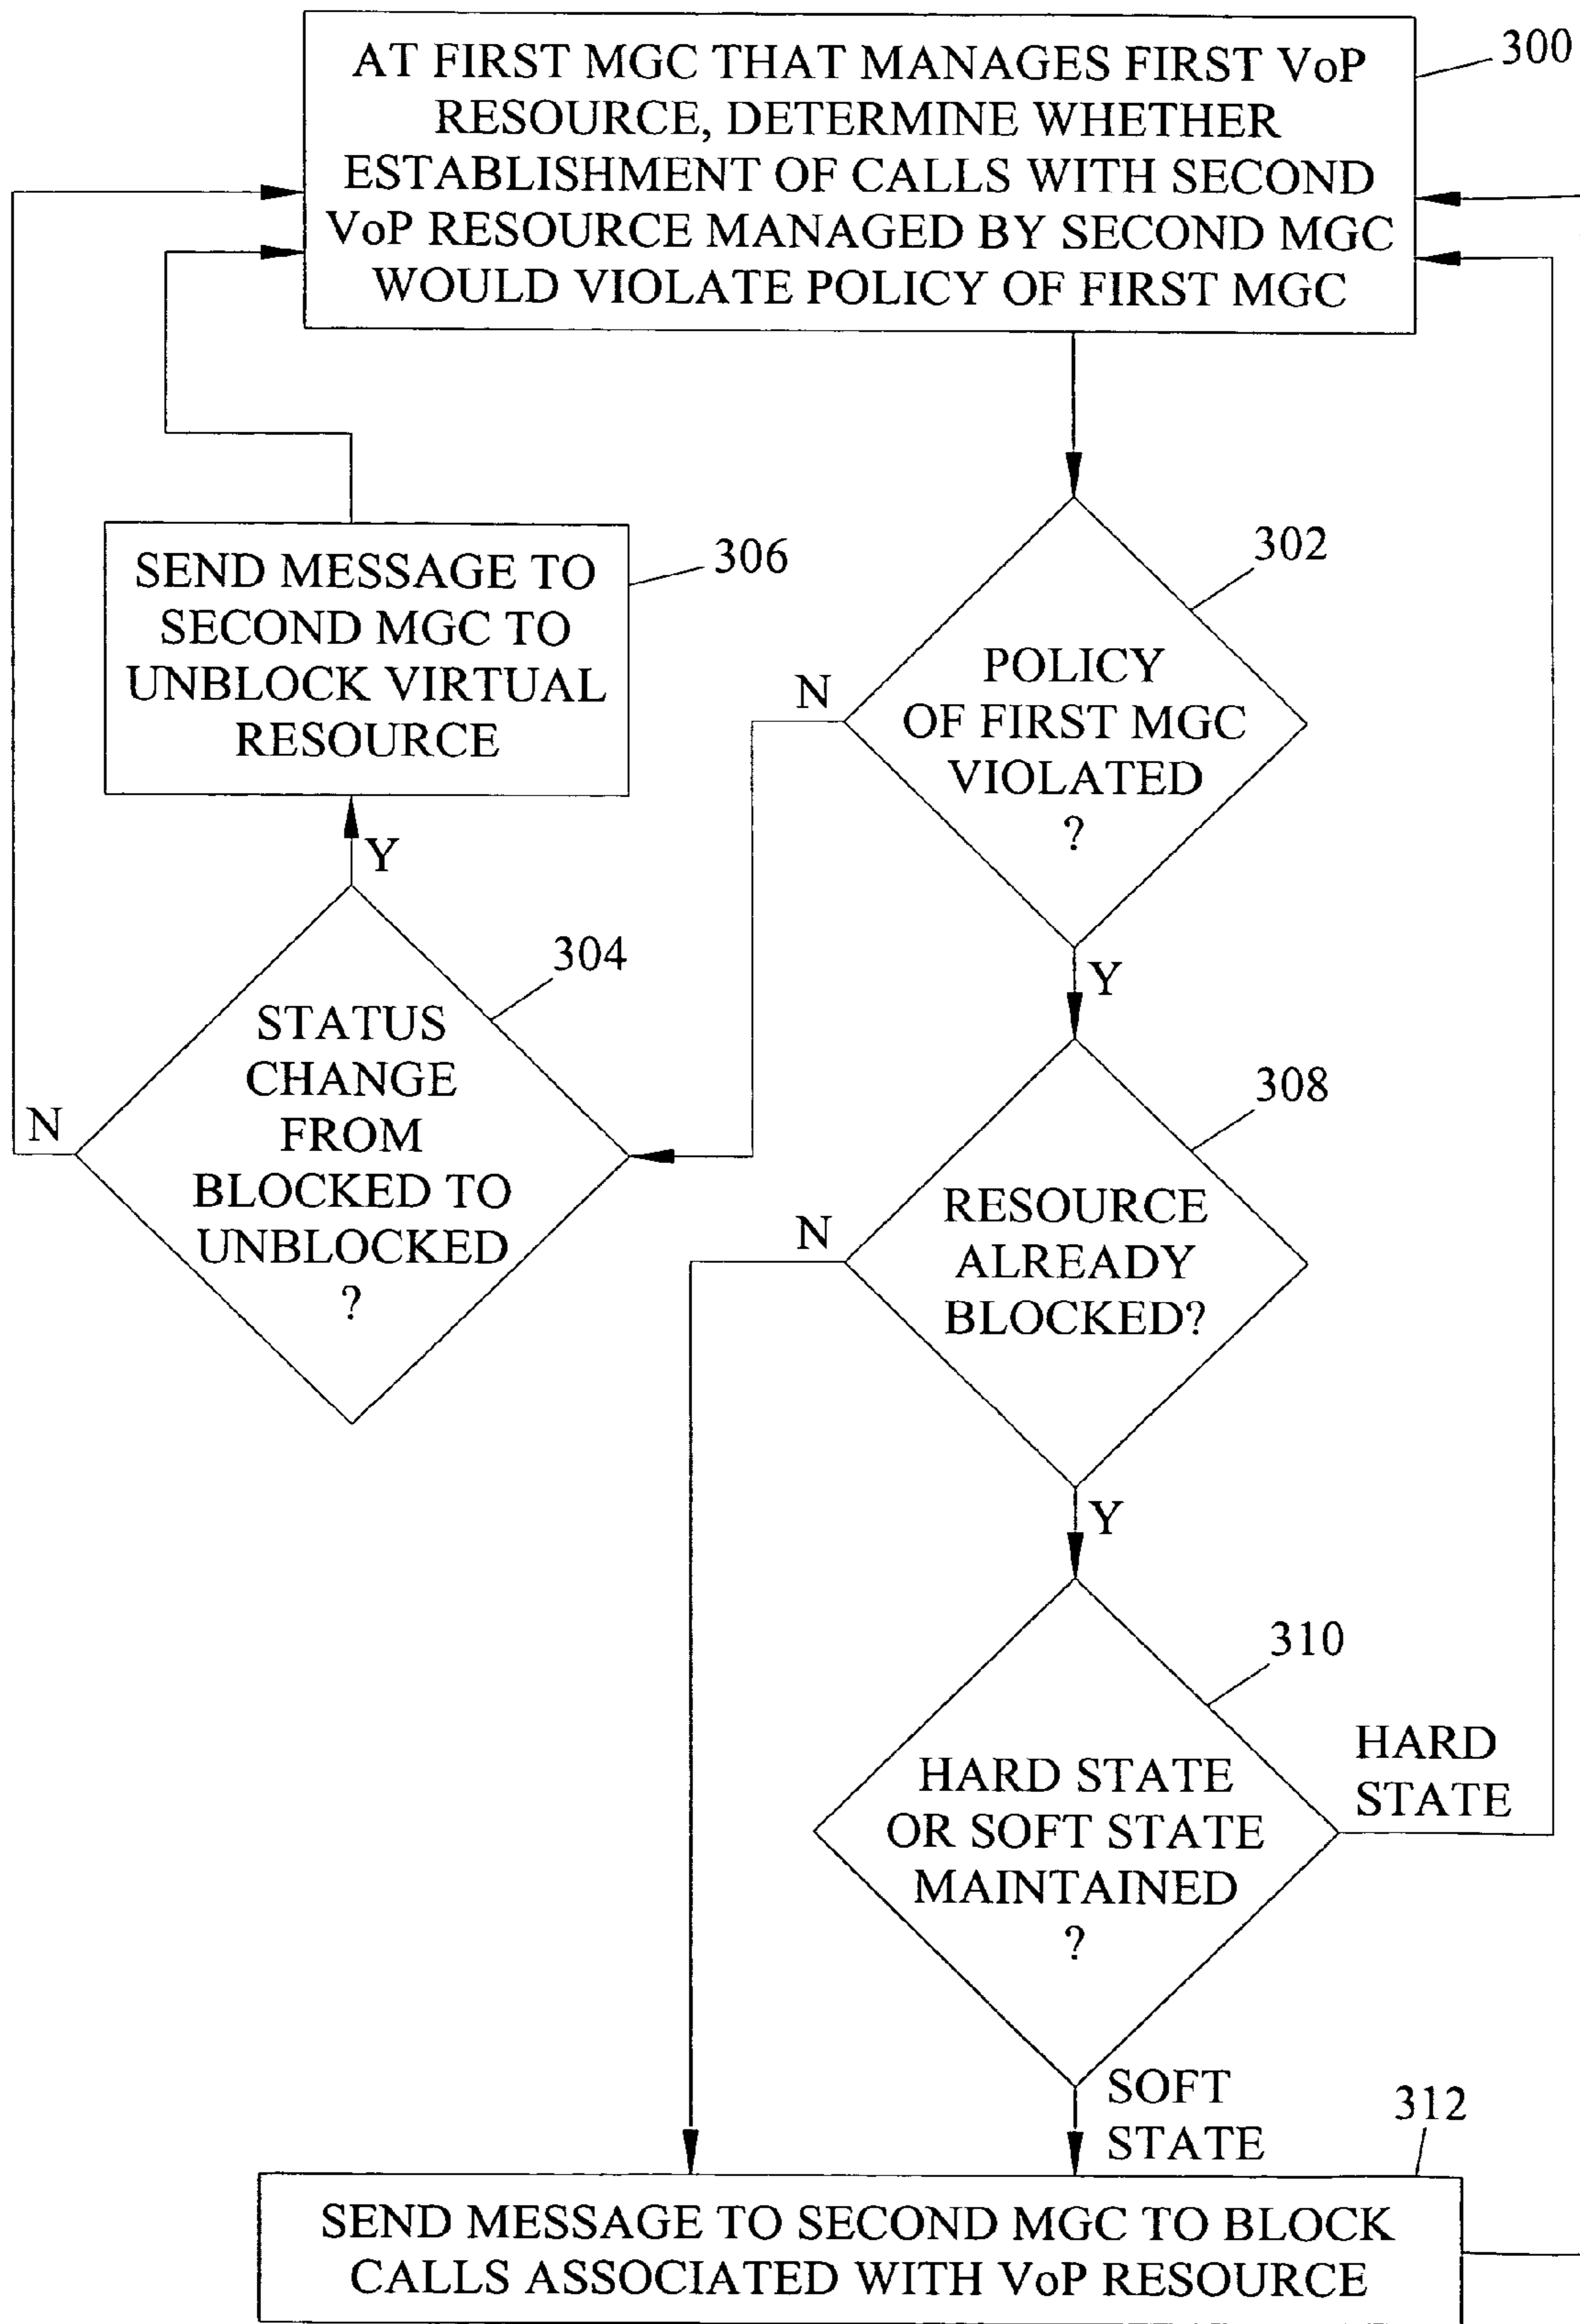 AT FIRST MGC THAT MANAGES FIRST VoP
RESOURCE, DETERMINE WHETHER
ESTABLISHMENT OF CALLS WITH SECOND
VoP RESOURCE MANAGED BY SECOND MGC
WOULD VIOLATE POLICY OF FIRST MGC
300
302
POLICY
OF FIRST MGC
VIOLATED
?
N
Y
306
SEND MESSAGE TO
SECOND MGC TO
UNBLOCK VIRTUAL
RESOURCE
Y
304
STATUS
CHANGE
FROM
BLOCKED TO
UNBLOCKED
?
N
308
RESOURCE
ALREADY
BLOCKED?
N
Y
310
HARD STATE
OR SOFT STATE
MAINTAINED
?
HARD
STATE
SOFT
STATE
312
SEND MESSAGE TO SECOND MGC TO BLOCK
CALLS ASSOCIATED WITH VoP RESOURCE